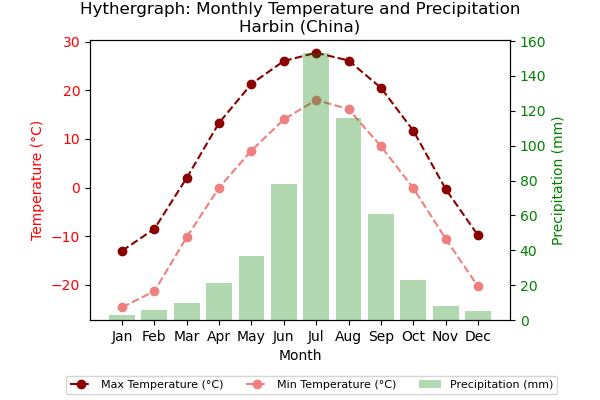 Hythergraph: Monthly Temperature and Precipitation
Harbin (China)
30
20
10
0
−10
−20
Temperature (°C)
160
140
120
100
80
60
40
20
0
Precipitation (mm)
Jan Feb Mar Apr May Jun Jul Aug Sep Oct Nov Dec
Month
Max Temperature (°C) Min Temperature (°C) Precipitation (mm)